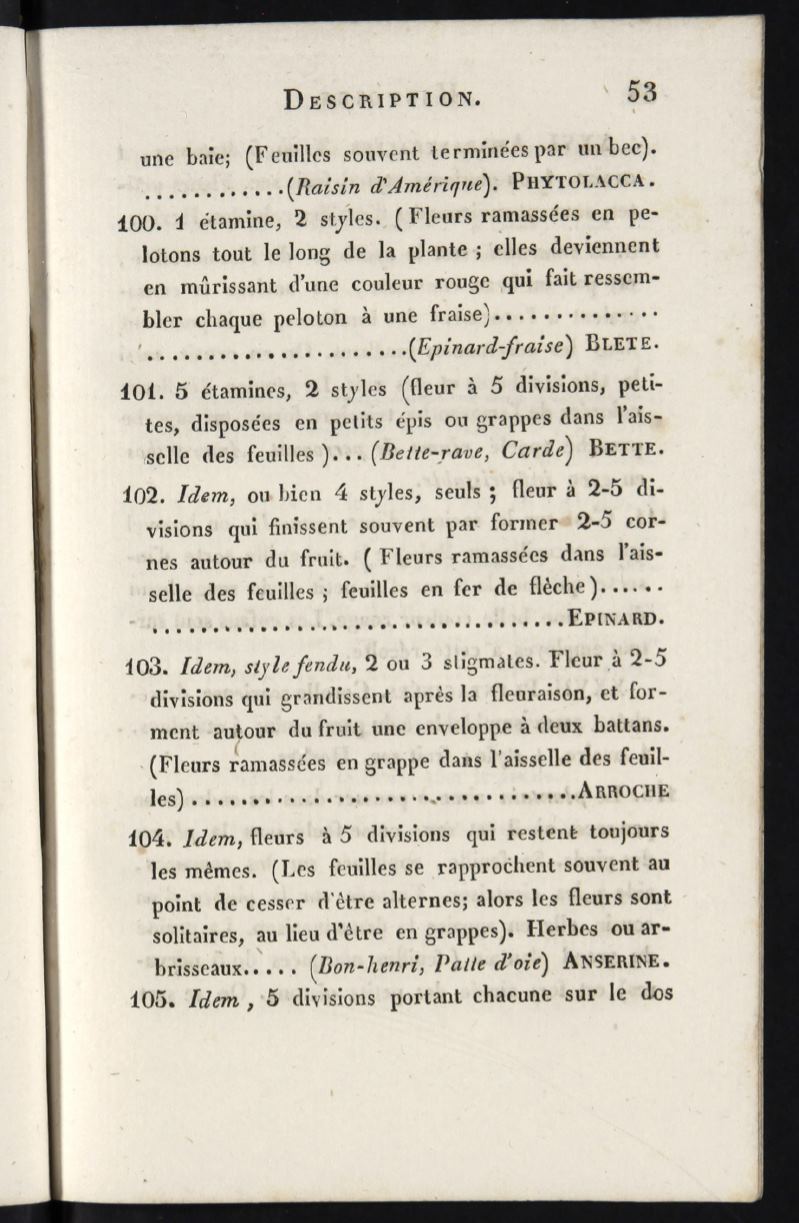 DESCRIPTION. 53
une baie; (Feuilles souvent terminées par un bec).
............(Raisin d'Amérique). PHYTOLACCA.
100. 1 étamine, 2 styles. (Fleurs ramassées en pe-
lotons tout le long de la plante ; elles deviennent
en mûrissant d'une couleur rouge qui fait ressem-
bler chaque peloton à une fraise)..............
......................(Epinard-fraise) BLETE.
101. 5 étamines, 2 styles (fleur à 5 divisions, peti-
tes, disposées en petits épis ou grappes dans l'ais-
selle des feuilles )... (Bette-rave, Carde) BETTE.
102. Idem, ou bien 4 styles, seuls ; fleur à 2-5 di-
visions qui finissent souvent par former 2-5 cor-
nes autour du fruit. ( Fleurs ramassées dans l'ais-
selle des feuilles ; feuilles en fer de flèche)......
..................................EPINARD.
103. Idem, style fendu, 2 ou 3 stigmates. Fleur à 2-5
divisions qui grandissent après la fleuraison, et for-
ment autour du fruit une enveloppe à deux battans.
(Fleurs ramassées en grappe dans l'aisselle des feuil-
les) ................................ARROCHE
104. Idem, fleurs à 5 divisions qui restent toujours
les mêmes. (Les feuilles se rapprochent souvent au
point de cesser d'être alternes; alors les fleurs sont
solitaires, au lieu d'être en grappes). Herbes ou ar-
brisseaux..... (Bon-henri, Patte d'oie) ANSERINE.
105. Idem , 5 divisions portant chacune sur le dos